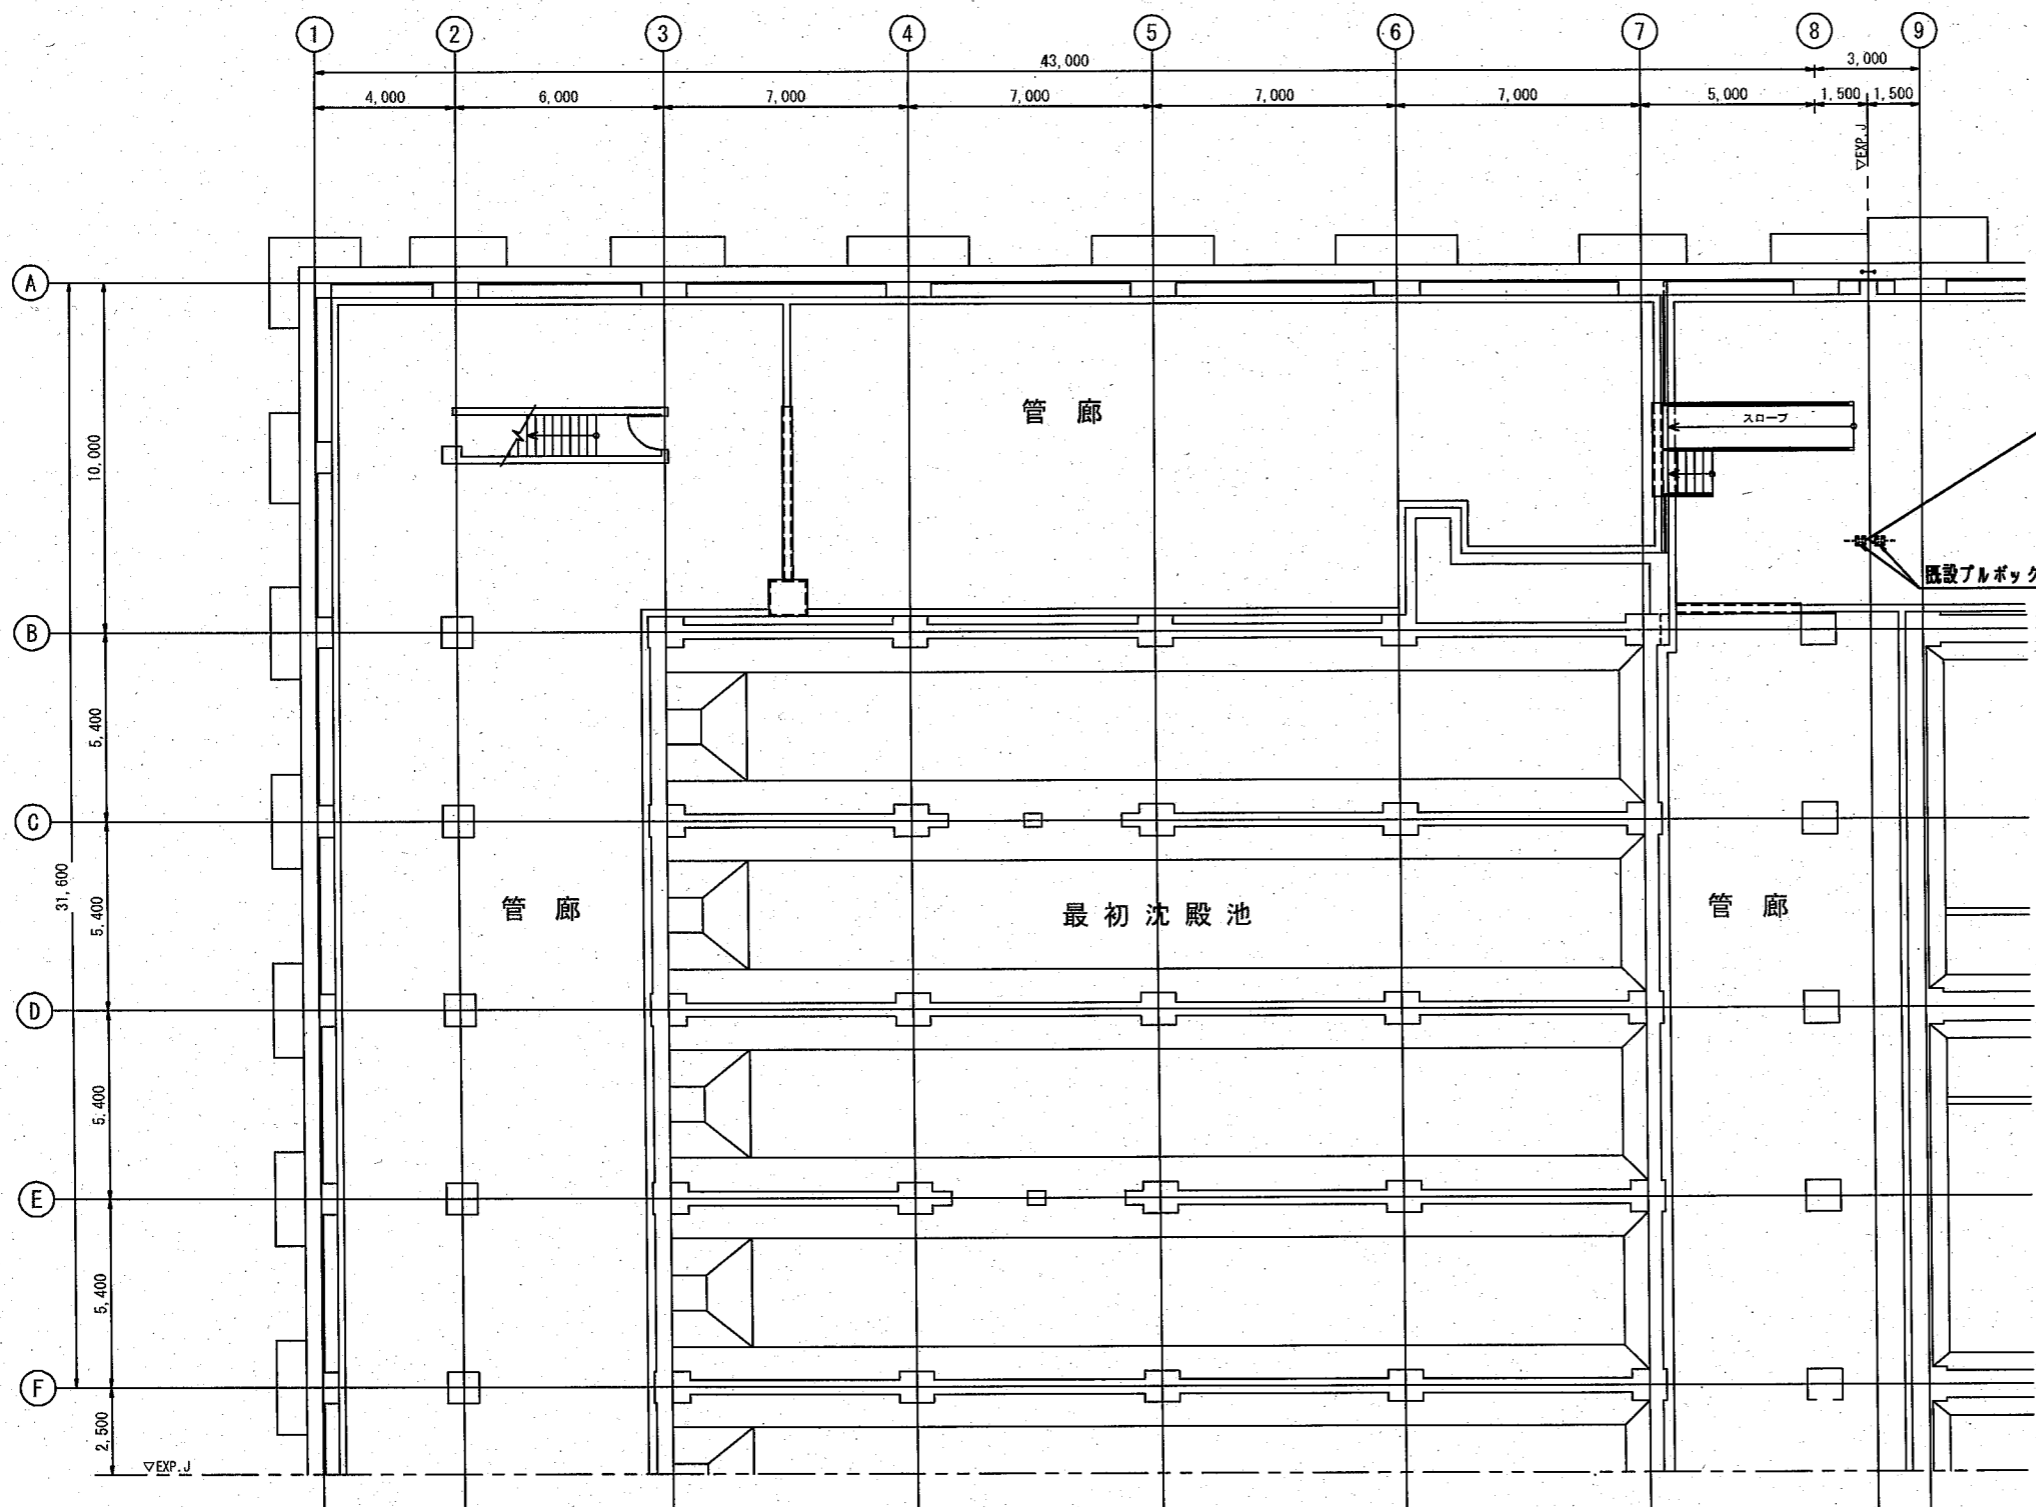 1 2 3 4 5 6 7 8 9
43,000 3,000
4,000 6,000 7,000 7,000 7,000 7,000 5,000 1,500 1,500
▽EXP.J
A
管 廊
スロープ
10,000
既設プルボック
B
5,400
C
31,600
5,400
管 廊
最 初 沈 殿 池
管 廊
D
5,400
E
5,400
F
2,500
▽EXP.J